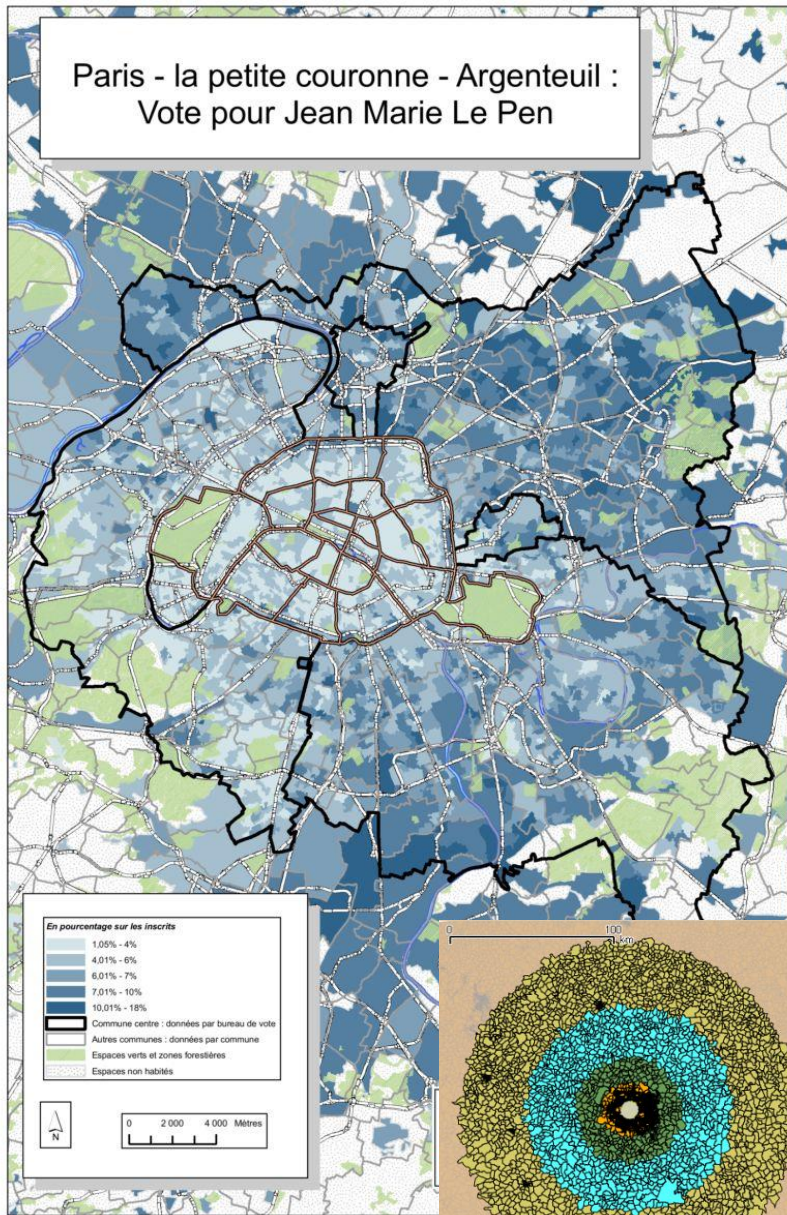 Paris - la petite couronne - Argenteuil :
Vote pour Jean Marie Le Pen
En pourcentage sur les inscrits
1,05% - 4%
4,01% - 6%
6,01% - 7%
7,01% - 10%
10,01% - 18%
Commune centre : données par bureau de vote
Autres communes : données par commune
Espaces verts et zones forestières
Espaces non habités
N
0 2 000 4 000 Mètres
0 100
km